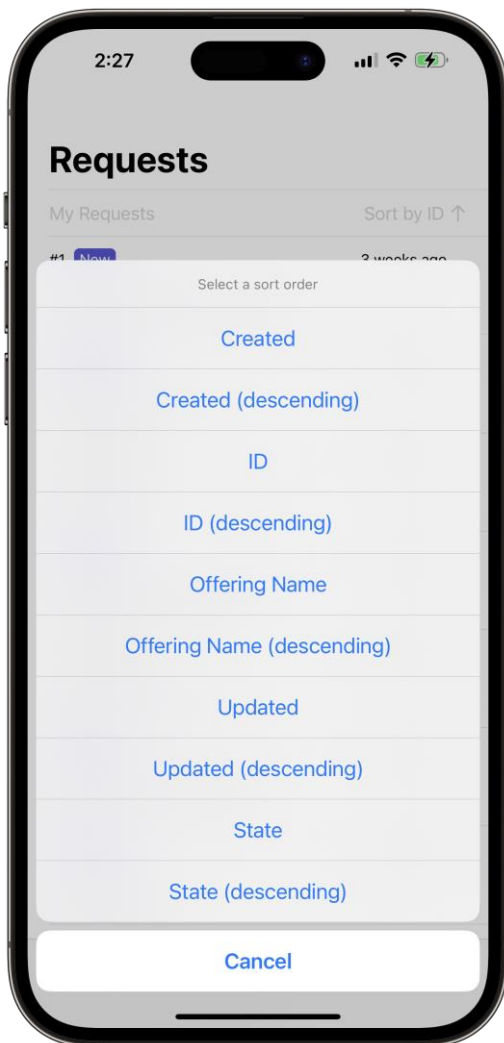 2:27
Requests
My Requests Sort by ID ↑
#1 New 3 weeks ago
Select a sort order
Created
Created (descending)
ID
ID (descending)
Offering Name
Offering Name (descending)
Updated
Updated (descending)
State
State (descending)
Cancel